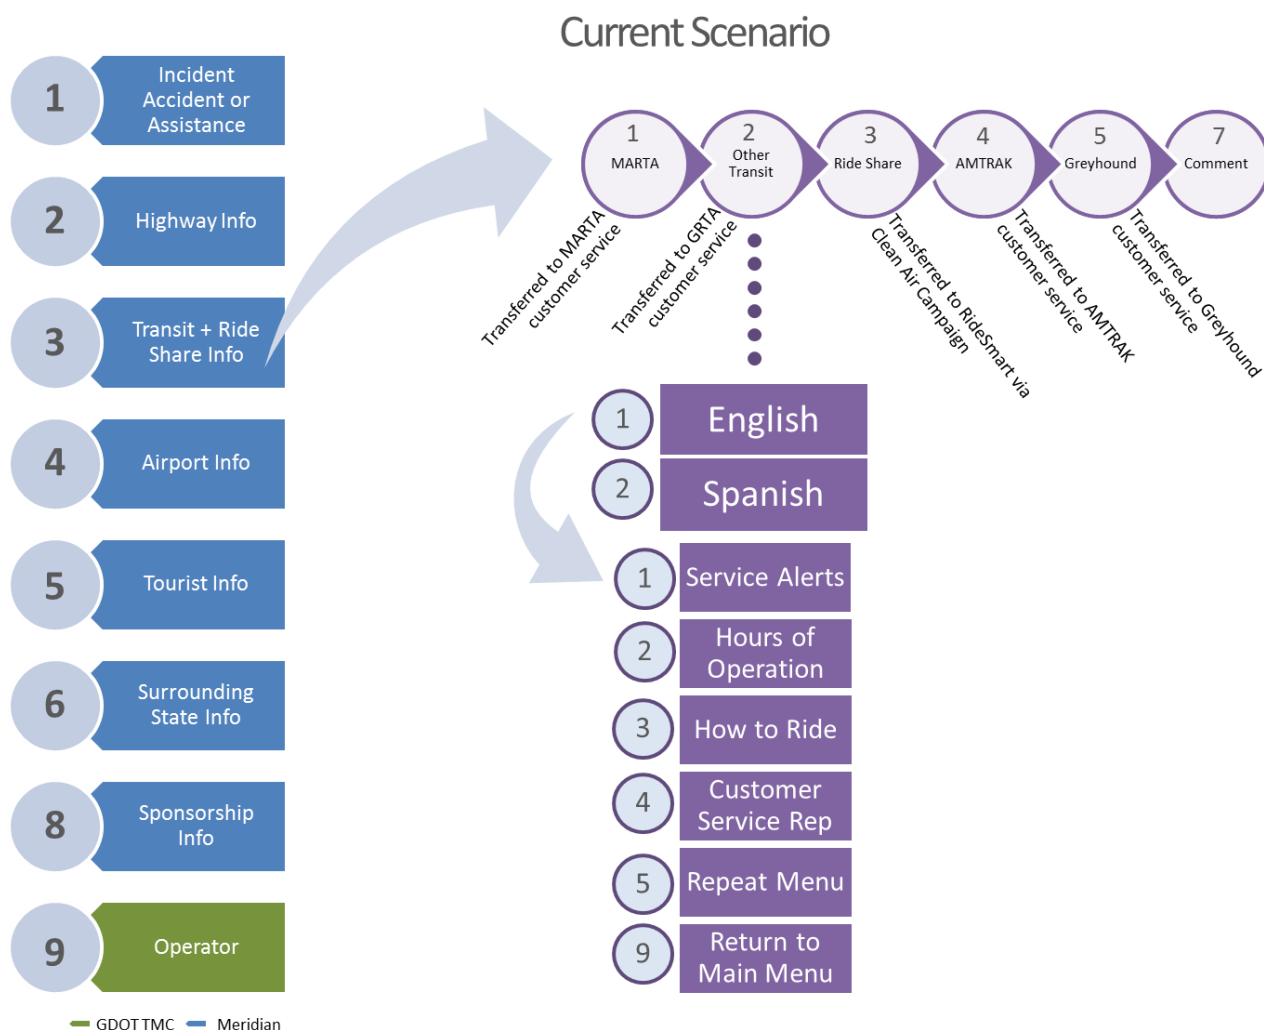 Current Scenario
1
Incident
Accident or
Assistance
2
Highway Info
3
Transit + Ride
Share Info
4
Airport Info
5
Tourist Info
6
Surrounding
State Info
8
Sponsorship
Info
9
Operator
GDOT TMC
Meridian
1
MARTA
2
Other
Transit
3
Ride Share
4
AMTRAK
5
Greyhound
7
Comment
Transferred to MARTA
customer service
Transferred to GRTA
customer service
Transferred to RideSmart via
Clean Air Campaign
Transferred to AMTRAK
customer service
Transferred to Greyhound
customer service
1
English
2
Spanish
1
Service Alerts
2
Hours of
Operation
3
How to Ride
4
Customer
Service Rep
5
Repeat Menu
9
Return to
Main Menu